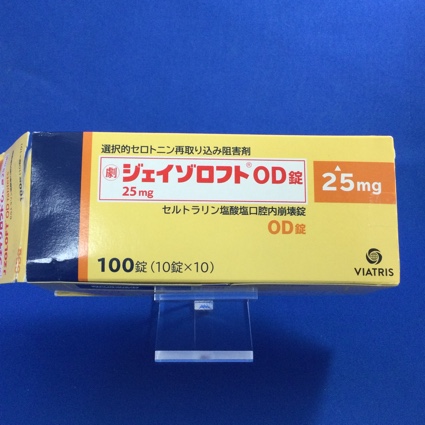 選択的セロトニン再取り込み阻害剤
劇 ジェイゾロフト®OD錠
25mg
25mg
セルトラリン塩酸塩口腔内崩壊錠
OD錠
100錠 (10錠×10)
VIATRIS